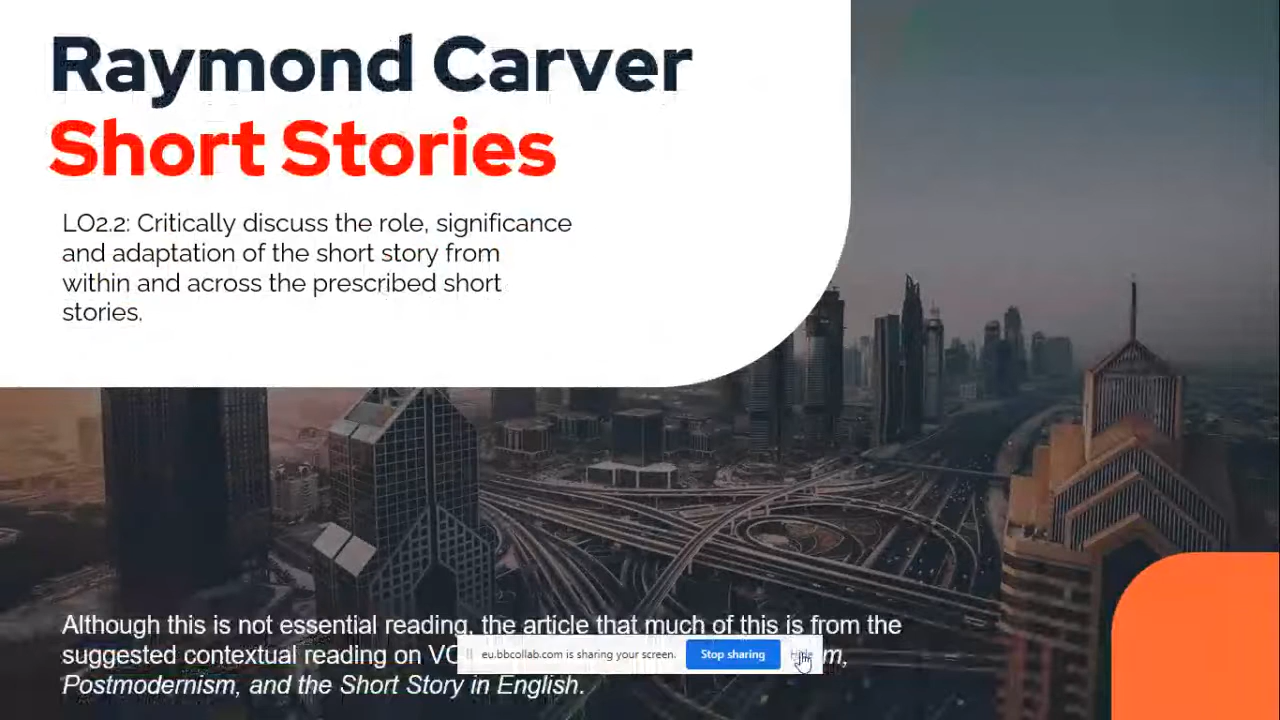 Raymond Carver
Short Stories
LO2.2: Critically discuss the role, significance
and adaptation of the short story from
within and across the prescribed short
stories.
Although this is not essential reading, the article that much of this is from the
suggested contextual reading on VC
eu.bbcollab.com is sharing your screen. Stop sharing Hide
Postmodernism, and the Short Story in English.